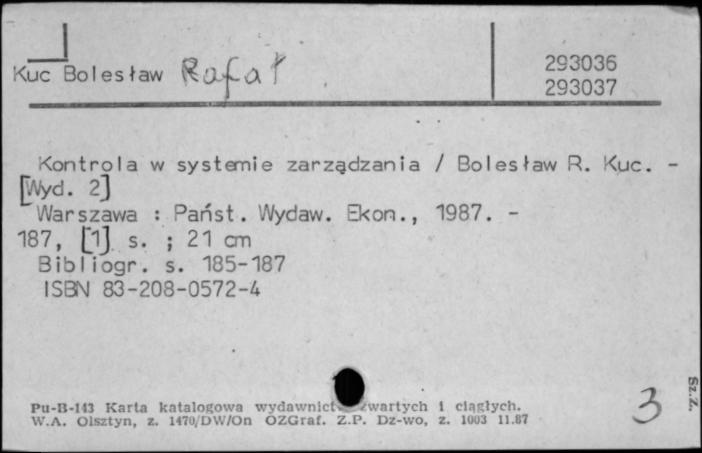 Kuc Bolesław Rafał
293036
293037
Kontrola w systemie zarządzania / Bolesław R. Kuc. -
[Wyd. 2]
Warszawa : Państ. Wydaw. Ekon., 1987. -
187, [1] s. ; 21 cm
Bibliogr. s. 185-187
ISBN 83-208-0572-4
Pu-B-143 Karta katalogowa wydawnictw zwartych i ciągłych.
W.A. Olsztyn, z. 1470/DW/On OZGraf. Z.P. Dz-wo, z. 1003 11.87
3
Sz.Z.